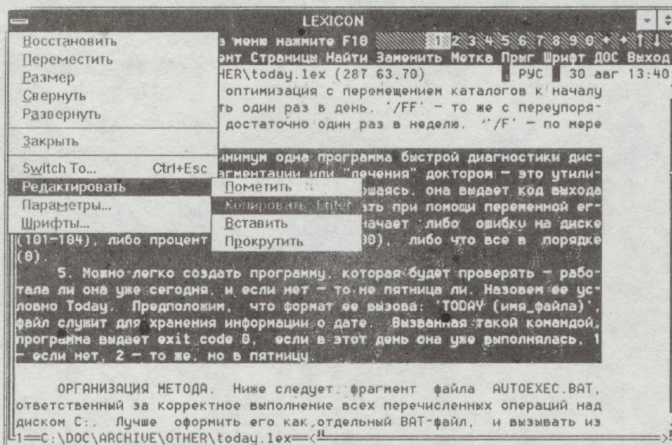 LEXICON
Восстановить
Переместить
Размер
Свернуть
Развернуть
Закрыть
Switch To... Ctrl+Esc
Редактировать
Параметры...
Шрифты...
Пометить
Копировать Enter
Вставить
Прокрутить
меню нажмите F10 1 2 3 4 5 6 7 8 9 0
Страницы Найти Заменить Метка Прыг Шрифт ДОС Выход
HER\today.lex (287 63,70) РУС 30 авг 13:40
оптимизация с перемещением каталогов к началу
ть один раз в день. '/FF' — то же с переупоря-
достаточно один раз в неделю. '/F' — по мере
инимум одна программа быстрой диагностики дис-
агментации или "лечения" доктором — это утили-
шаясь, она выдает код выхода
ать при помощи переменной er-
начает либо ошибку на диске
(101-104), либо процент 00), либо что все в порядке
(0).
5. Можно легко создать программу, которая будет проверять — рабо-
тала ли она уже сегодня, и если нет — то не пятница ли. Назовем ее ус-
ловно Today. Предположим, что формат ее вызова: 'TODAY (имя_файла)',
файл служит для хранения информации о дате. Вызванная такой командой,
программа выдает exit code 0, если в этот день она уже выполнялась, 1
— если нет, 2 — то же, но в пятницу.
ОРГАНИЗАЦИЯ МЕТОДА. Ниже следует фрагмент файла AUTOEXEC.BAT,
ответственный за корректное выполнение всех перечисленных операций над
диском C:. Лучше оформить его как отдельный BAT-файл, и вызывать из
1=C:\DOC\ARCHIVE\OTHER\today.lex=<